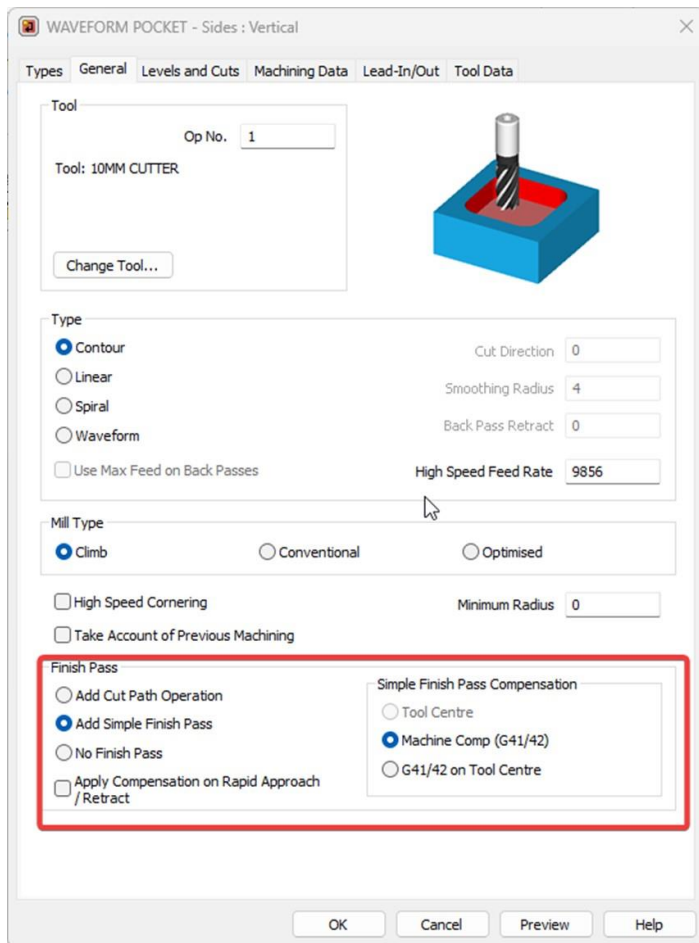 WAVEFORM POCKET - Sides : Vertical
Types General Levels and Cuts Machining Data Lead-In/Out Tool Data
Tool
Op No. 1
Tool: 10MM CUTTER
Change Tool...
Type
Contour
Cut Direction 0
Linear
Smoothing Radius 4
Spiral
Back Pass Retract 0
Waveform
Use Max Feed on Back Passes
High Speed Feed Rate 9856
Mill Type
Climb Conventional Optimised
High Speed Cornering
Minimum Radius 0
Take Account of Previous Machining
Finish Pass
Add Cut Path Operation
Add Simple Finish Pass
No Finish Pass
Apply Compensation on Rapid Approach
/ Retract
Simple Finish Pass Compensation
Tool Centre
Machine Comp (G41/42)
G41/42 on Tool Centre
OK Cancel Preview Help